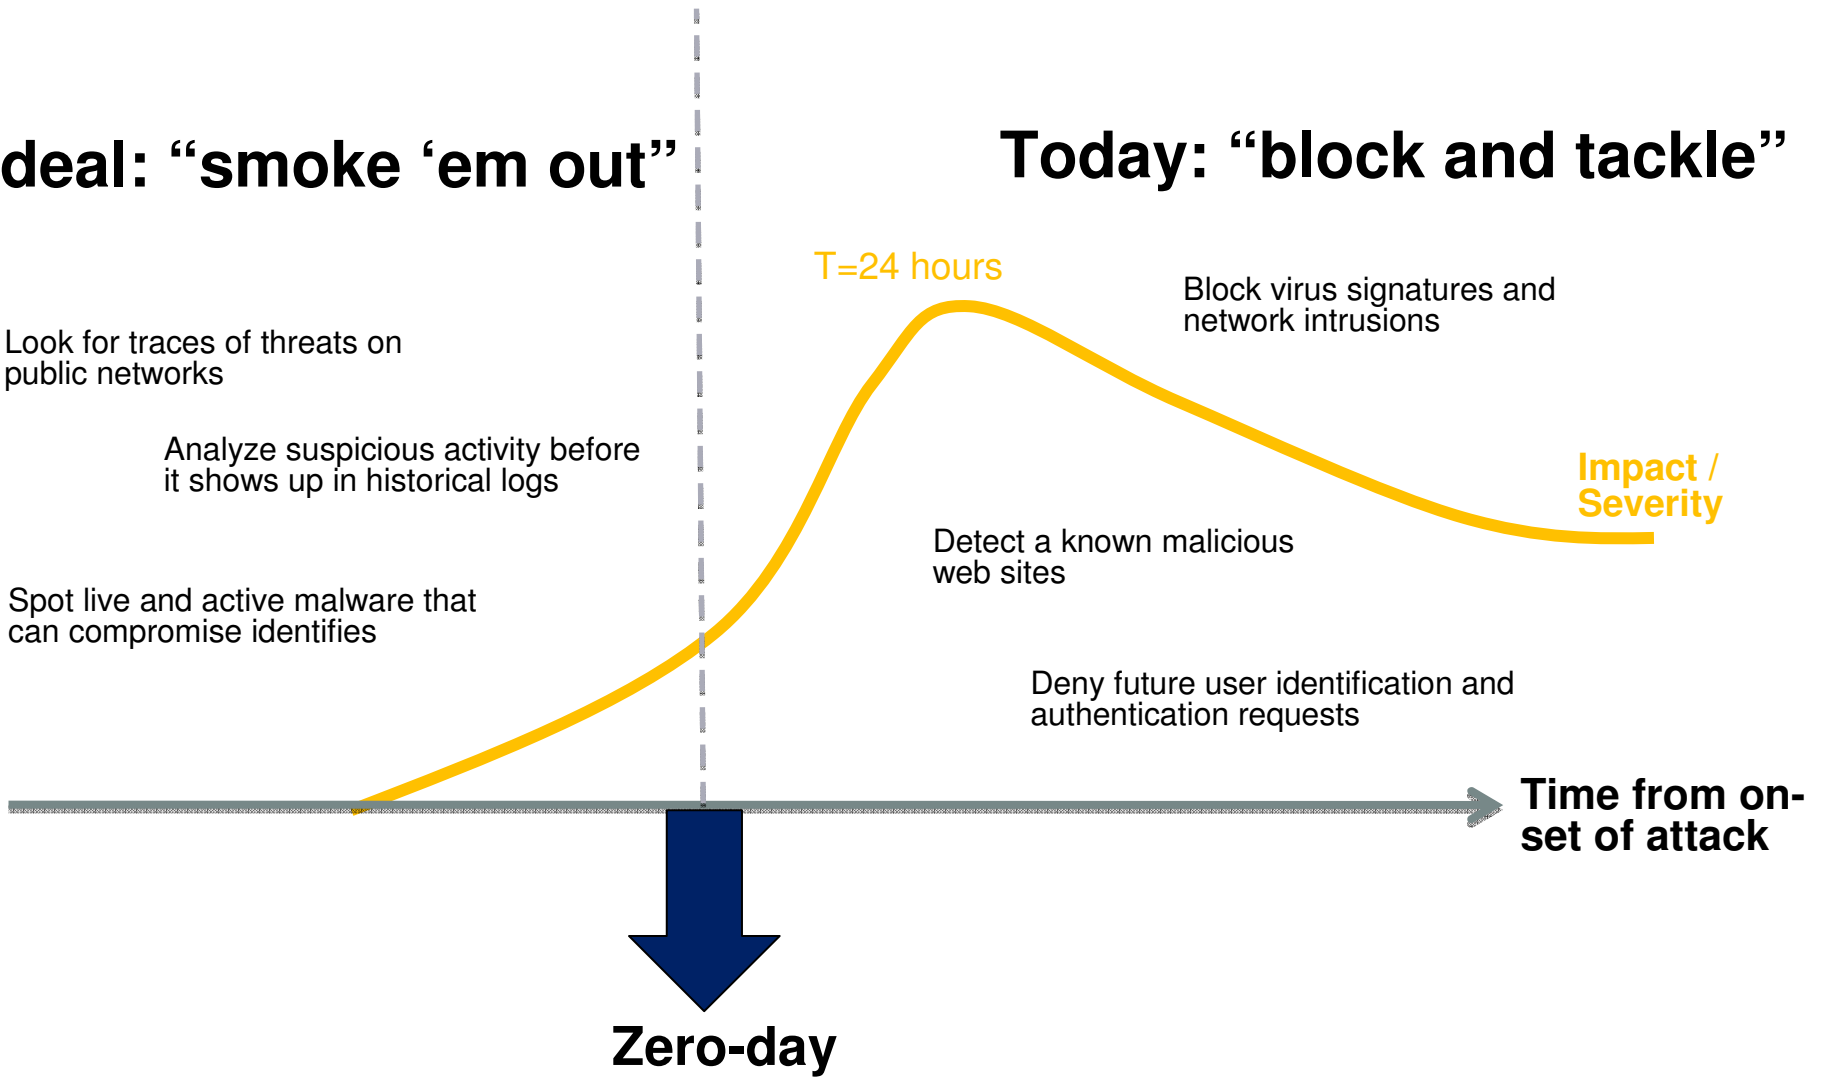 deal: “smoke ‘em out”
Today: “block and tackle”
T=24 hours
Block virus signatures and
network intrusions
Look for traces of threats on
public networks
Analyze suspicious activity before
it shows up in historical logs
Impact /
Severity
Detect a known malicious
web sites
Spot live and active malware that
can compromise identifies
Deny future user identification and
authentication requests
Time from on-
set of attack
Zero-day